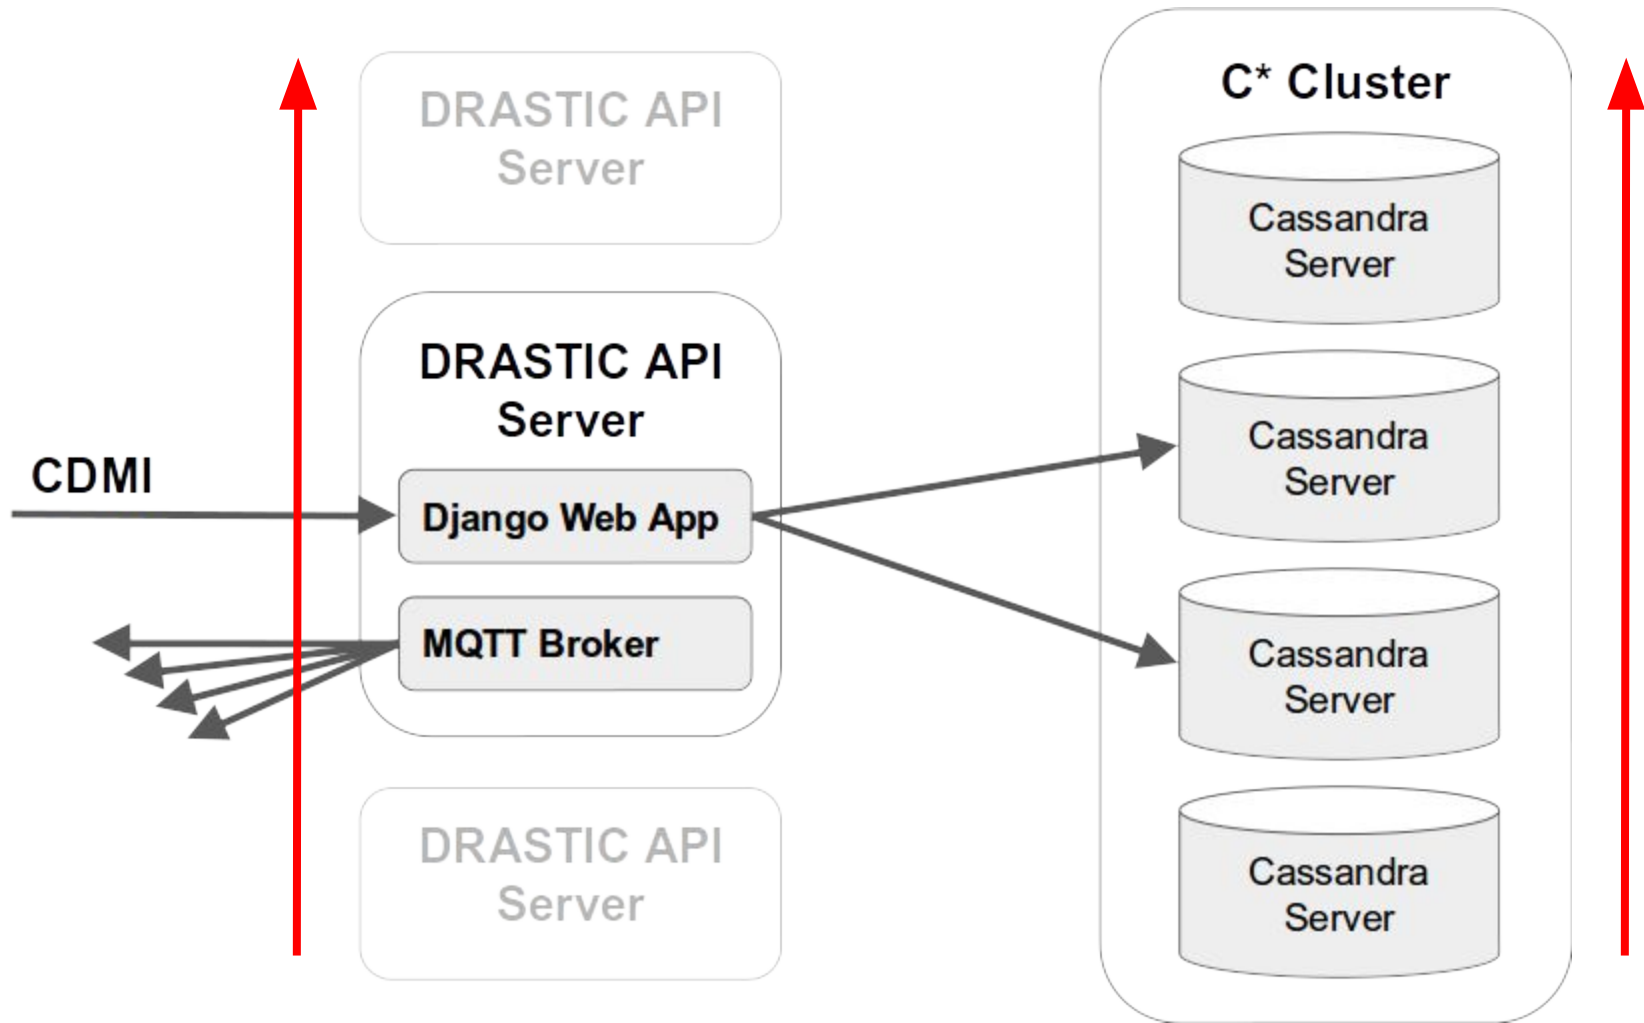 DRASTIC API
Server
DRASTIC API
Server
CDMI
Django Web App
MQTT Broker
DRASTIC API
Server
C* Cluster
Cassandra
Server
Cassandra
Server
Cassandra
Server
Cassandra
Server